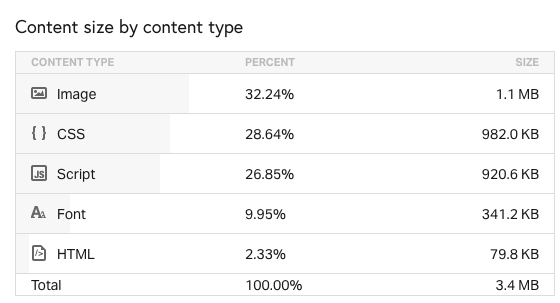 Content size by content type
CONTENT TYPE PERCENT SIZE
Image 32.24% 1.1 MB
{ } CSS 28.64% 982.0 KB
JS Script 26.85% 920.6 KB
AA Font 9.95% 341.2 KB
</> HTML 2.33% 79.8 KB
Total 100.00% 3.4 MB